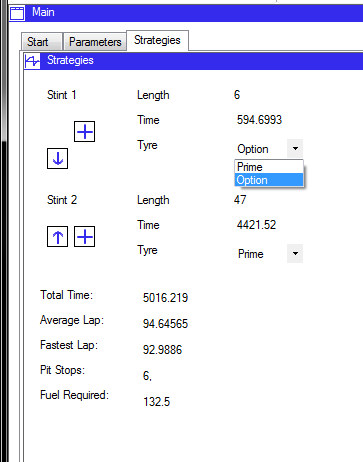 Main
Start Parameters Strategies
Strategies
Stint 1 Length 6
Time 594.6993
Tyre Option
Prime
Option
Stint 2 Length 47
Time 4421.52
Tyre Prime
Total Time: 5016.219
Average Lap: 94.64565
Fastest Lap: 92.9886
Pit Stops: 6,
Fuel Required: 132.5